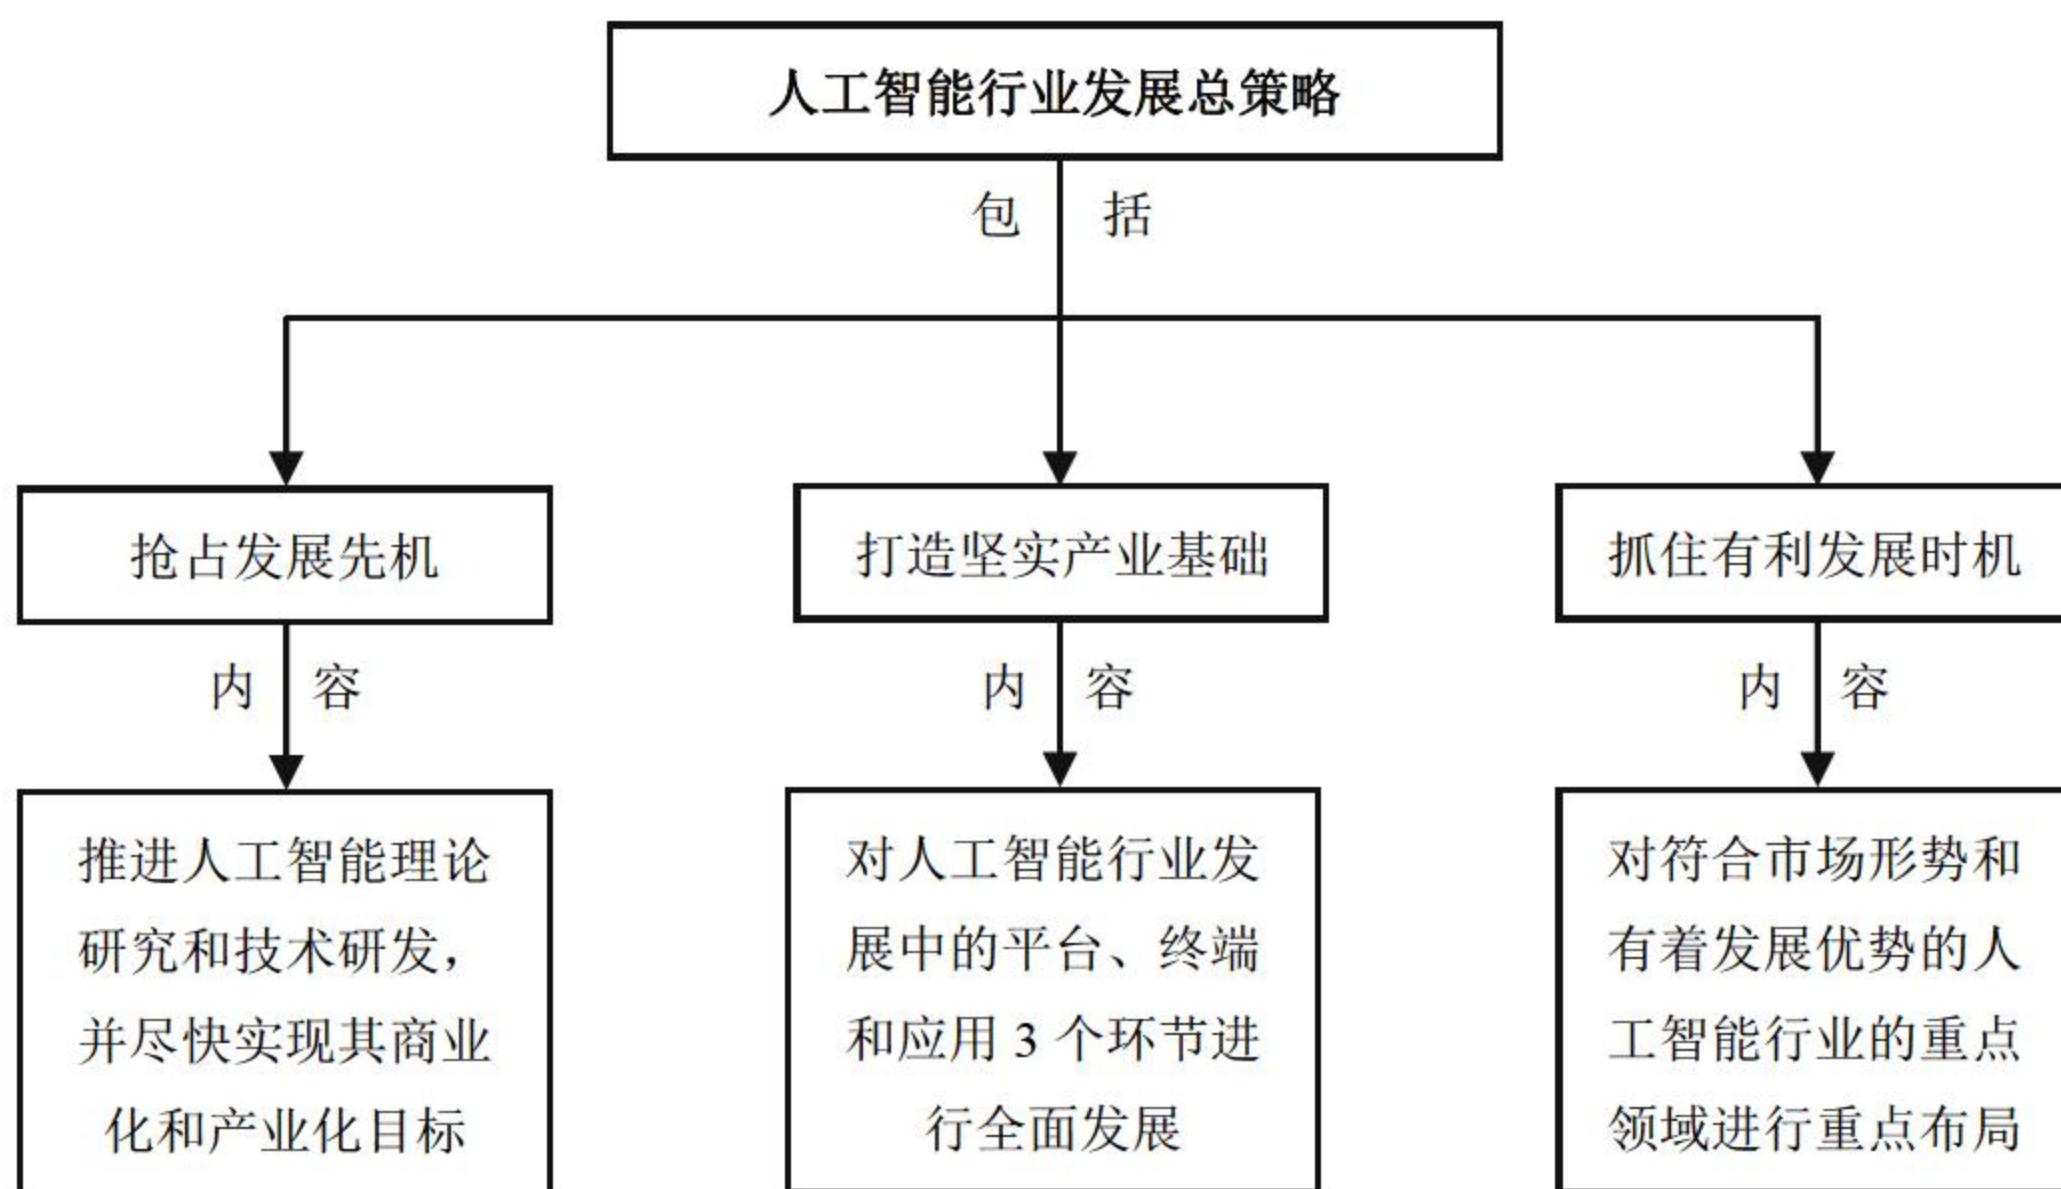 人工智能行业发展总策略
包 括
抢占发展先机
打造坚实产业基础
抓住有利发展时机
内 容
内 容
内 容
推进人工智能理论
研究和技术研发，
并尽快实现其商业
化和产业化目标
对人工智能行业发
展中的平台、终端
和应用 3 个环节进
行全面发展
对符合市场形势和
有着发展优势的人
工智能行业的重点
领域进行重点布局